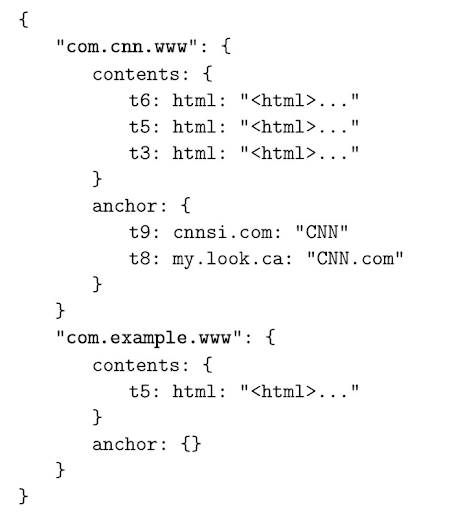 {
"com.cnn.www": {
contents: {
t6: html: "<html>..."
t5: html: "<html>..."
t3: html: "<html>..."
}
anchor: {
t9: cnnsi.com: "CNN"
t8: my.look.ca: "CNN.com"
}
}
"com.example.www": {
contents: {
t5: html: "<html>..."
}
anchor: {}
}
}